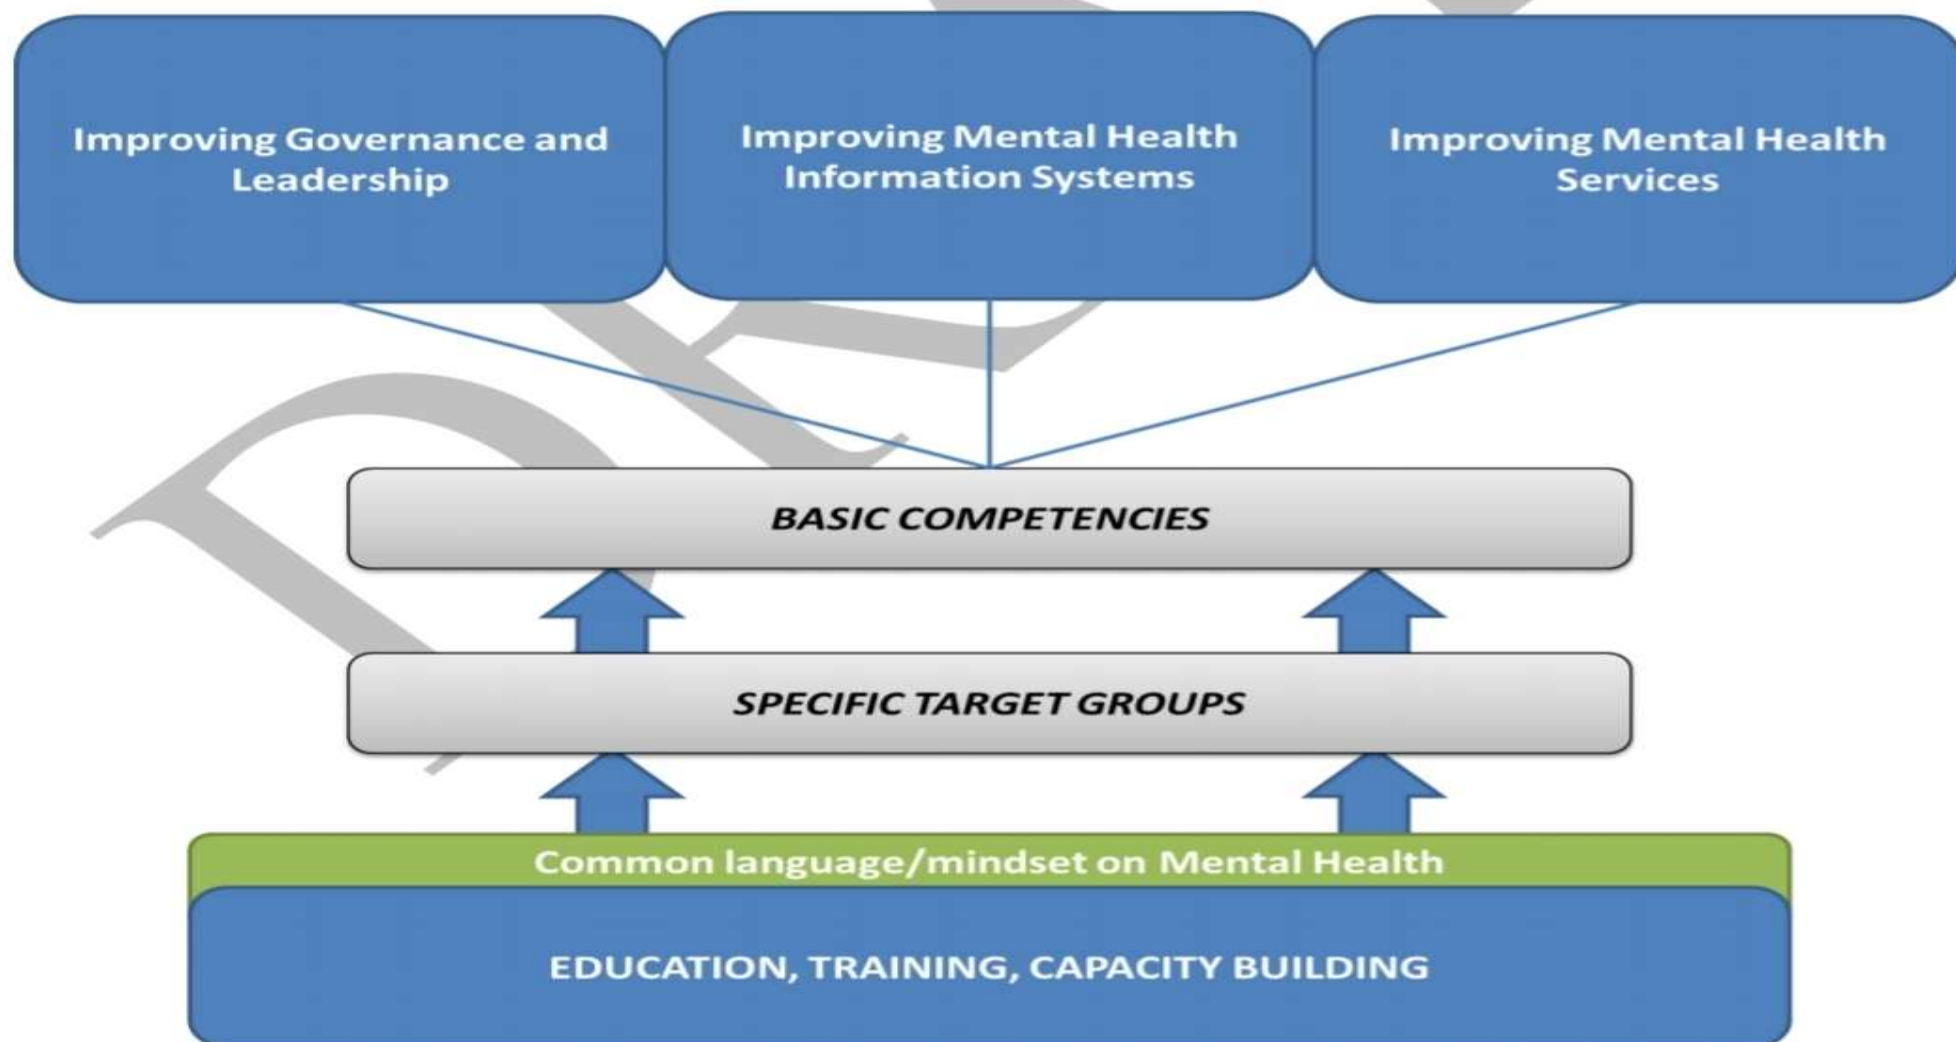 Improving Governance and
Leadership
Improving Mental Health
Information Systems
Improving Mental Health
Services
BASIC COMPETENCIES
SPECIFIC TARGET GROUPS
Common language/mindset on Mental Health
EDUCATION, TRAINING, CAPACITY BUILDING